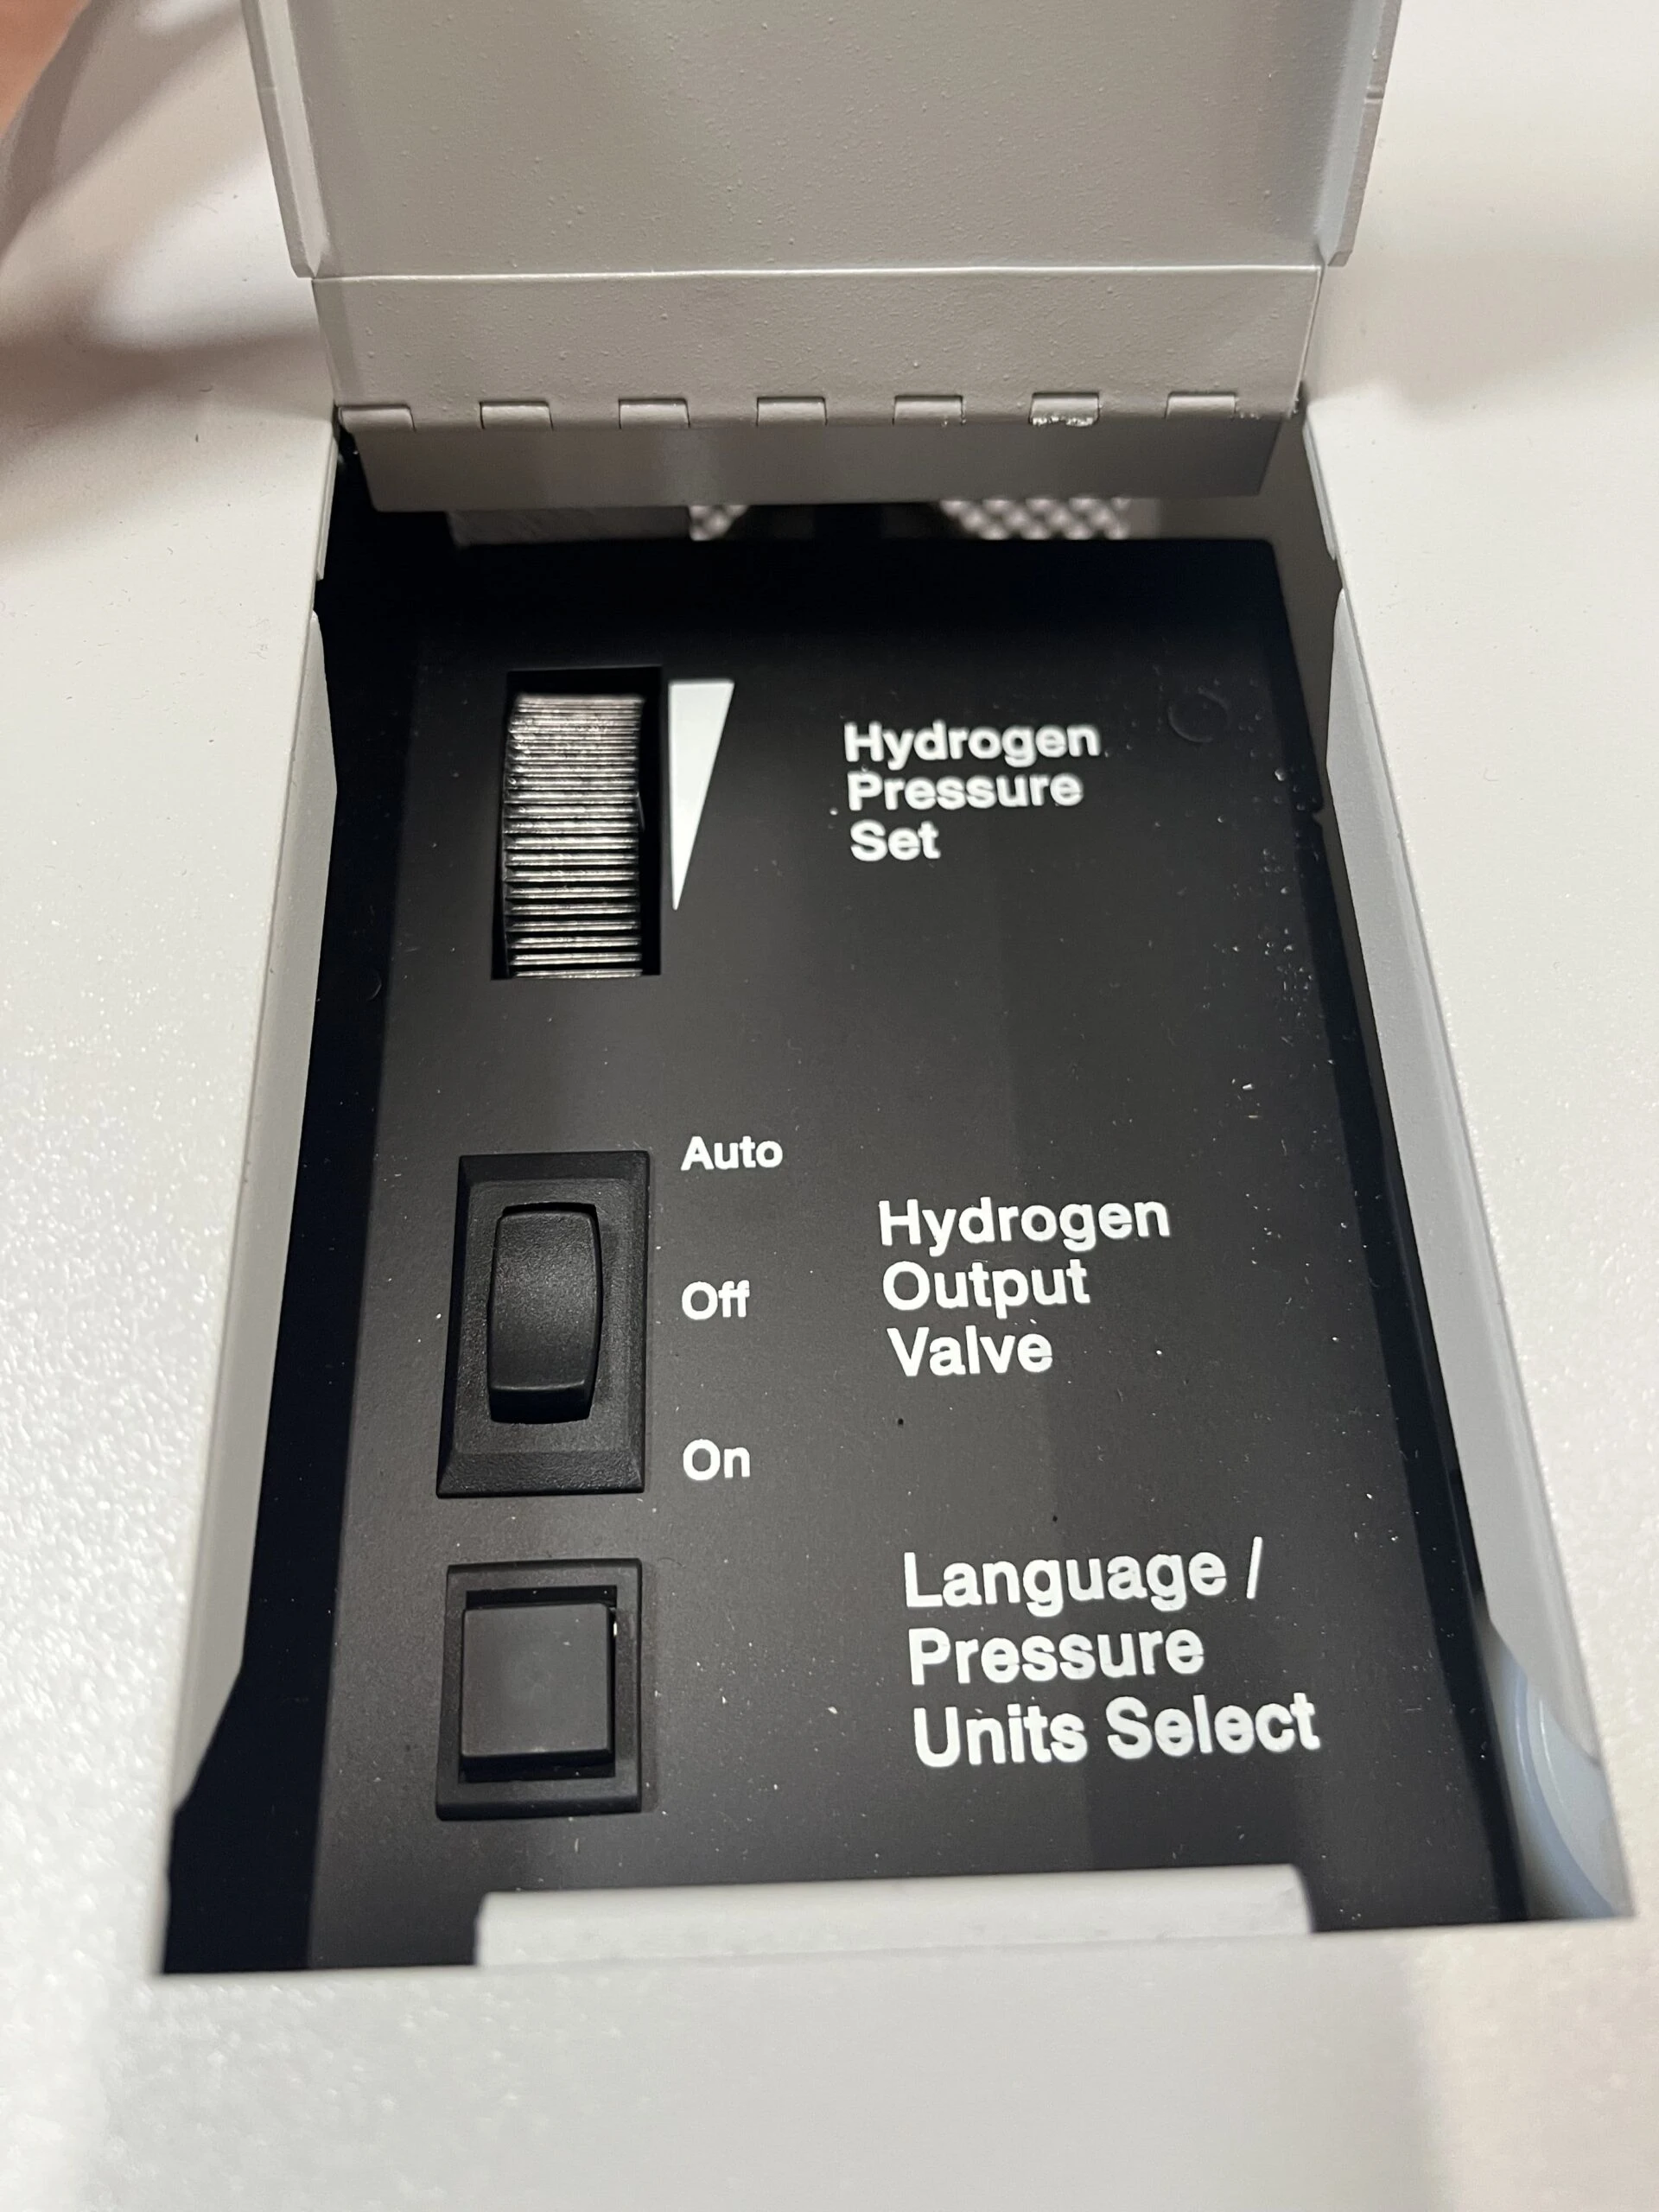 Hydrogen
Pressure
Set
Auto
Off
On
Hydrogen
Output
Valve
Language /
Pressure
Units Select